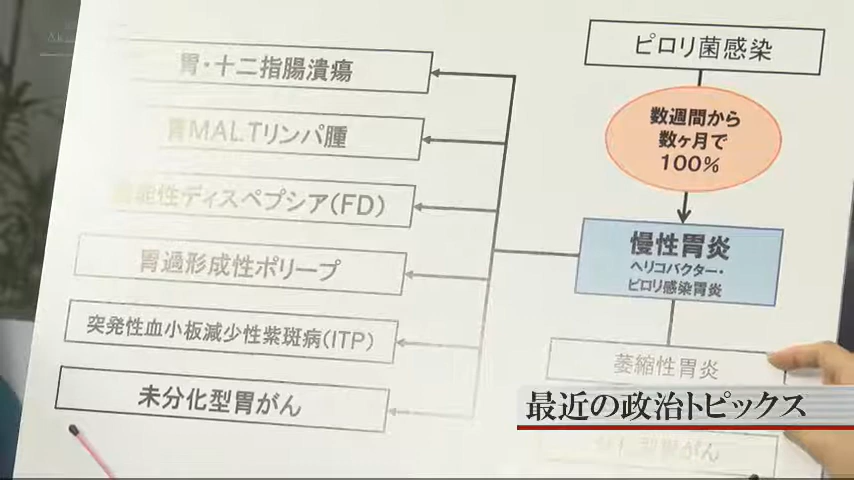 ピロリ菌感染
数週間から
数ヶ月で
100%
慢性胃炎
ヘリコバクター・
ピロリ感染胃炎
萎縮性胃炎
胃・十二指腸潰瘍
胃MALTリンパ腫
能性ディスペプシア(FD)
胃過形成性ポリープ
突発性血小板減少性紫斑病(ITP)
未分化型胃がん
最近の政治トピックス